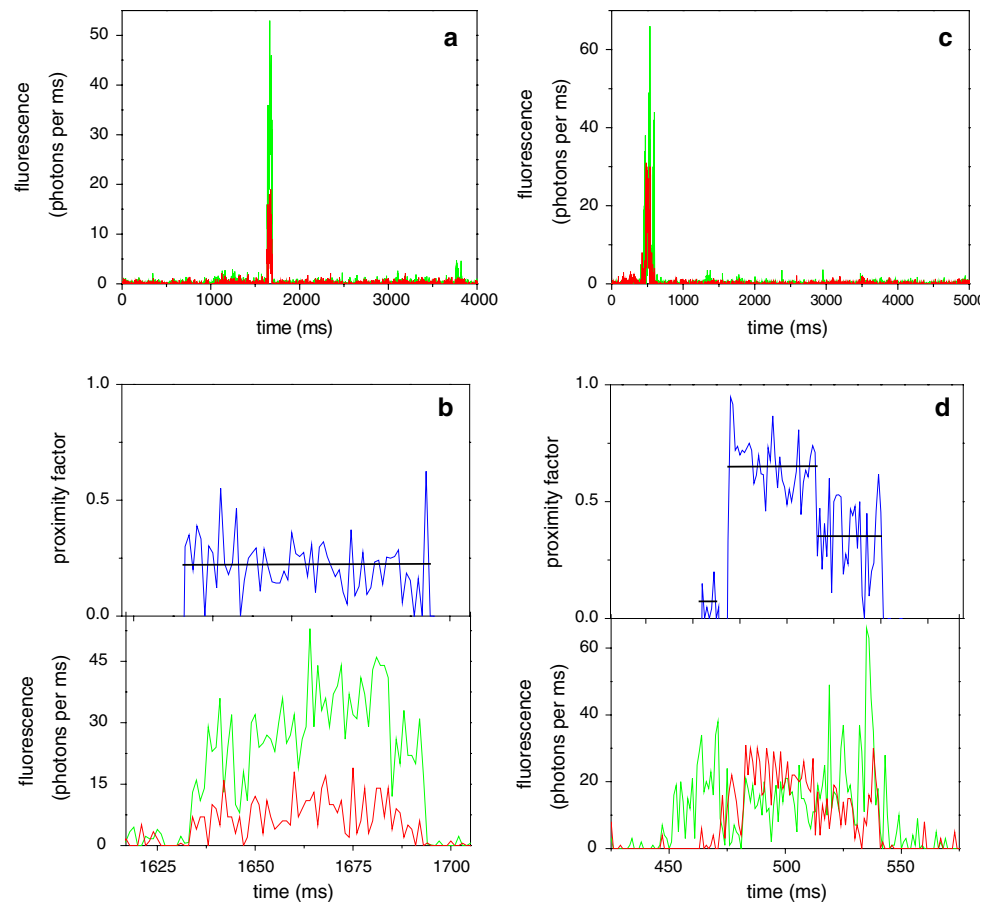 a
fluorescence
(photons per ms)
50
40
30
20
10
0
0 1000 2000 3000 4000
time (ms)
c
fluorescence
(photons per ms)
60
40
20
0
0 1000 2000 3000 4000 5000
time (ms)
b
proximity factor
1.0
0.5
0.0
fluorescence
(photons per ms)
45
30
15
0
1625 1650 1675 1700
time (ms)
d
proximity factor
1.0
0.5
0.0
fluorescence
(photons per ms)
60
40
20
0
450 500 550
time (ms)